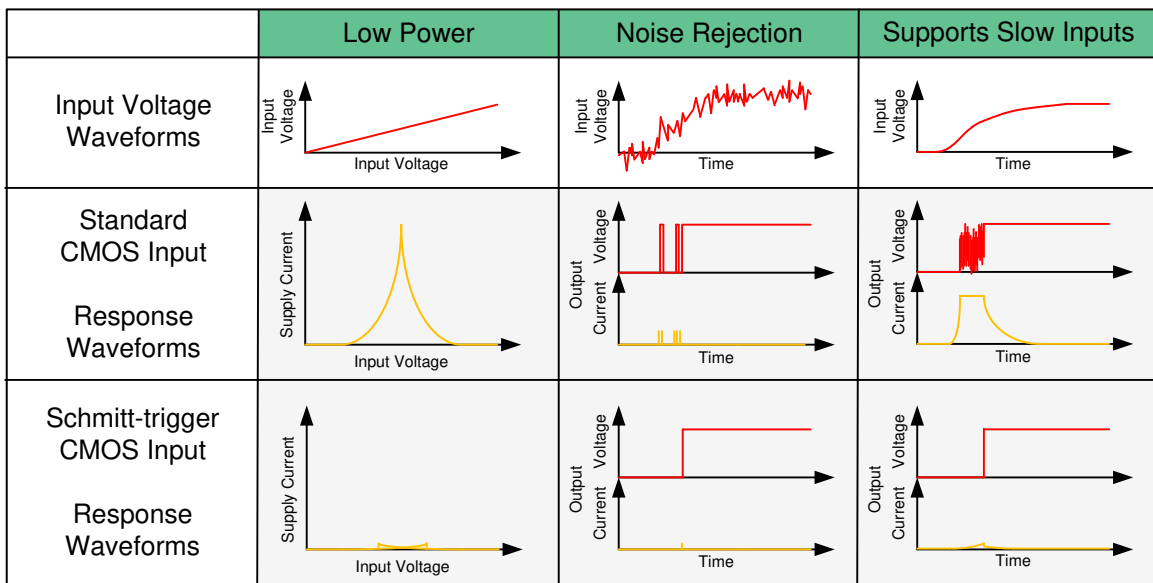 Low Power
Noise Rejection
Supports Slow Inputs
Input Voltage
Waveforms
Input
Voltage
Input Voltage
Input
Voltage
Time
Input
Voltage
Time
Standard
CMOS Input
Response
Waveforms
Supply Current
Input Voltage
Output
Voltage
Current
Time
Output
Voltage
Current
Time
Schmitt-trigger
CMOS Input
Response
Waveforms
Supply Current
Input Voltage
Output
Voltage
Current
Time
Output
Voltage
Current
Time